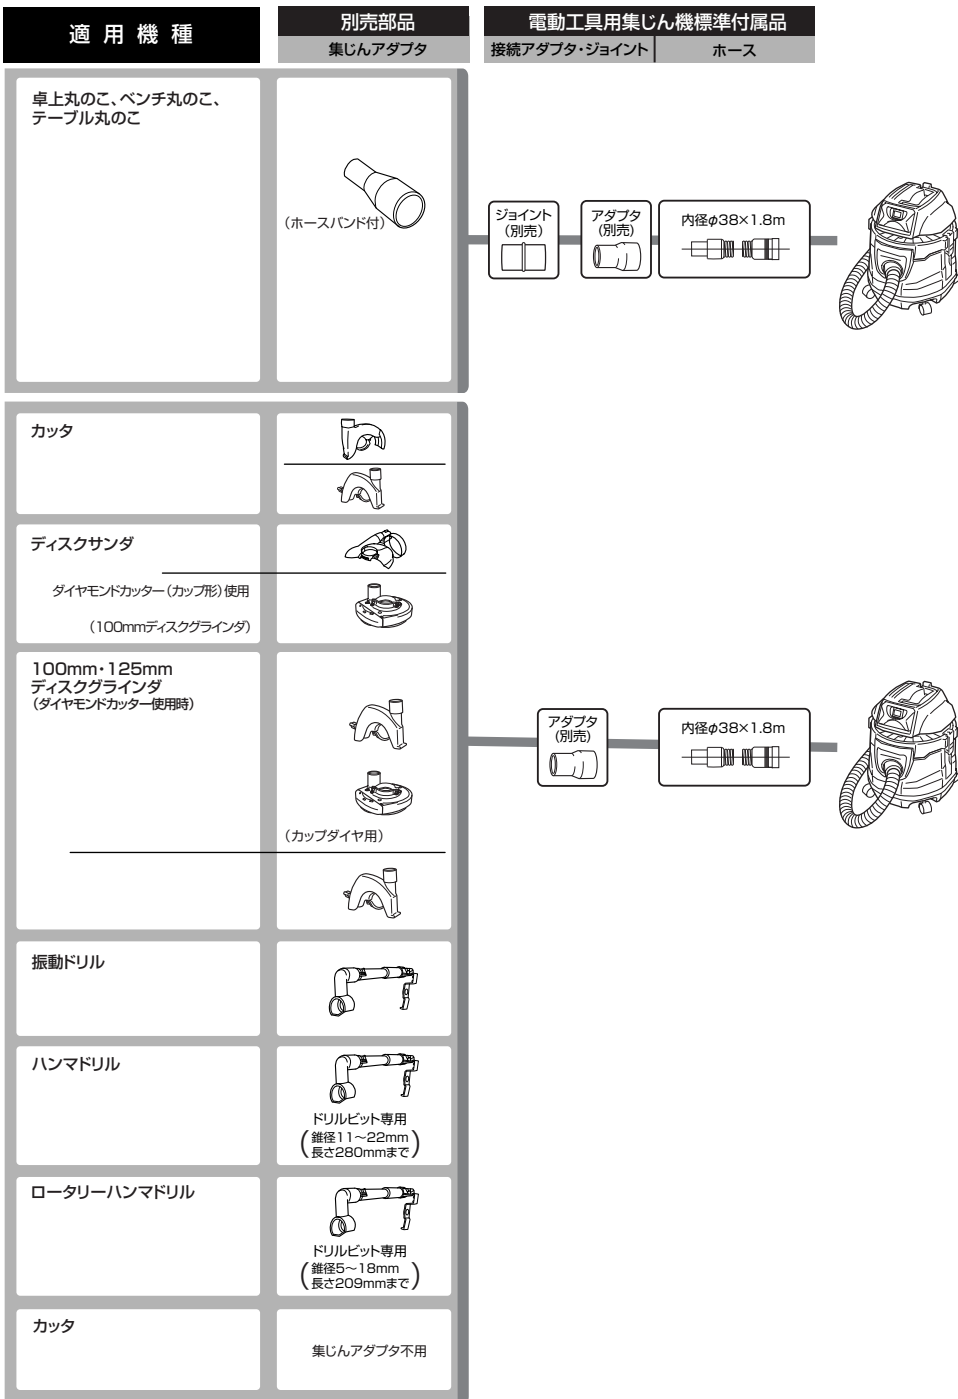 適用機種
別売部品
集じんアダプタ
電動工具用集じん機標準付属品
接続アダプタ・ジョイント
ホース
卓上丸のこ、ベンチ丸のこ、
テーブル丸のこ
(ホースバンド付)
ジョイント
(別売)
アダプタ
(別売)
内径φ38×1.8m
カッタ
ディスクサンダ
ダイヤモンドカッター(カップ形)使用
(100mmディスクグラインダ)
100mm・125mm
ディスクグラインダ
(ダイヤモンドカッター使用時)
(カップダイヤ用)
アダプタ
(別売)
内径φ38×1.8m
振動ドリル
ハンマドリル
ドリルビット専用
(錐径11～22mm
長さ280mmまで)
ロータリーハンマドリル
ドリルビット専用
(錐径5～18mm
長さ209mmまで)
カッタ
集じんアダプタ不用